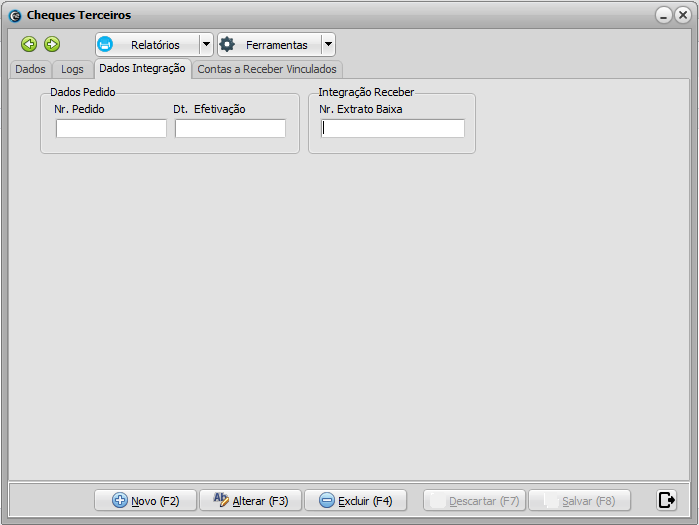 Cheques Terceiros
Relatórios Ferramentas
Dados Logs Dados Integração Contas a Receber Vinculados
Dados Pedido Integração Receber
Nr. Pedido Dt. Efetivação Nr. Extrato Baixa
Novo (F2) Alterar (F3) Excluir (F4) Descartar (F7) Salvar (F8)